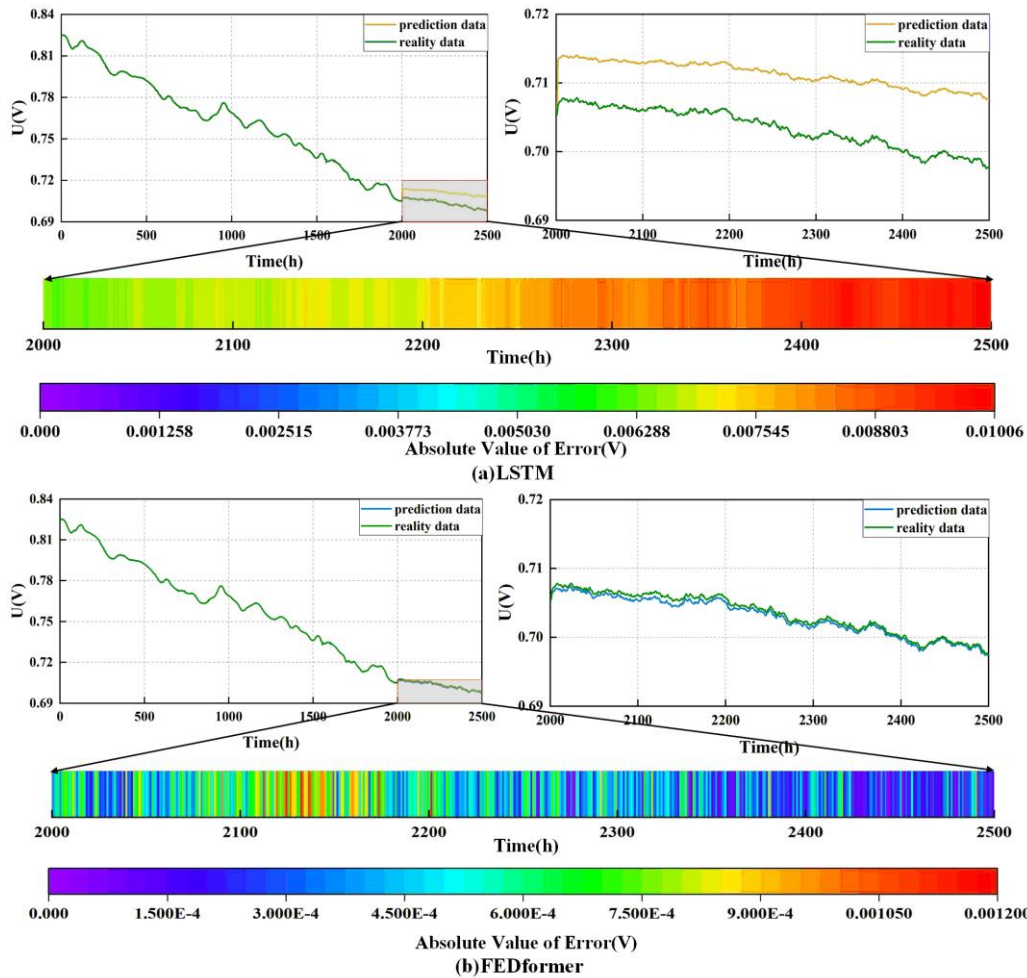 0.84
0.81
0.78
0.75
0.72
0.69
U(V)
prediction data
reality data
0 500 1000 1500 2000 2500
Time(h)
0.72
0.71
0.70
0.69
U(V)
prediction data
reality data
2000 2100 2200 2300 2400 2500
Time(h)
2000 2100 2200 2300 2400 2500
Time(h)
0.000 0.001258 0.002515 0.003773 0.005030 0.006288 0.007545 0.008803 0.01006
Absolute Value of Error(V)
(a)LSTM
0.84
0.81
0.78
0.75
0.72
0.69
U(V)
prediction data
reality data
0 500 1000 1500 2000 2500
Time(h)
0.72
0.71
0.70
0.69
U(V)
prediction data
reality data
2000 2100 2200 2300 2400 2500
Time(h)
2000 2100 2200 2300 2400 2500
Time(h)
0.000 1.500E-4 3.000E-4 4.500E-4 6.000E-4 7.500E-4 9.000E-4 0.001050 0.001200
Absolute Value of Error(V)
(b)FEDformer